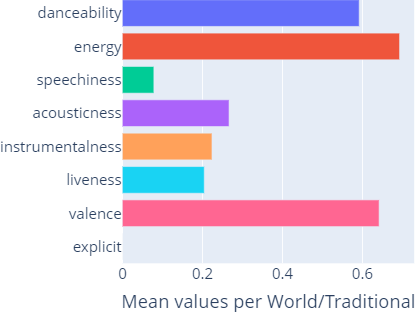 danceability
energy
speechiness
acousticness
instrumentalness
liveness
valence
explicit
0 0.2 0.4 0.6
Mean values per World/Traditional